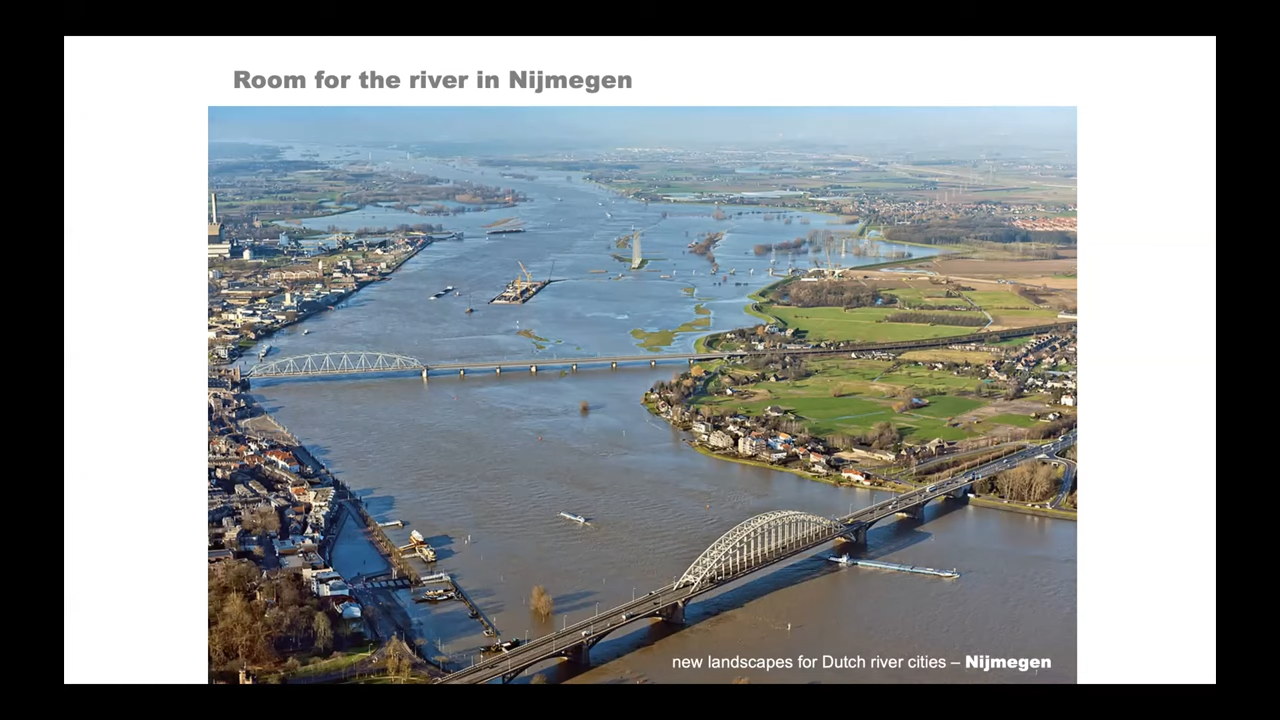 Room for the river in Nijmegen
new landscapes for Dutch river cities – Nijmegen